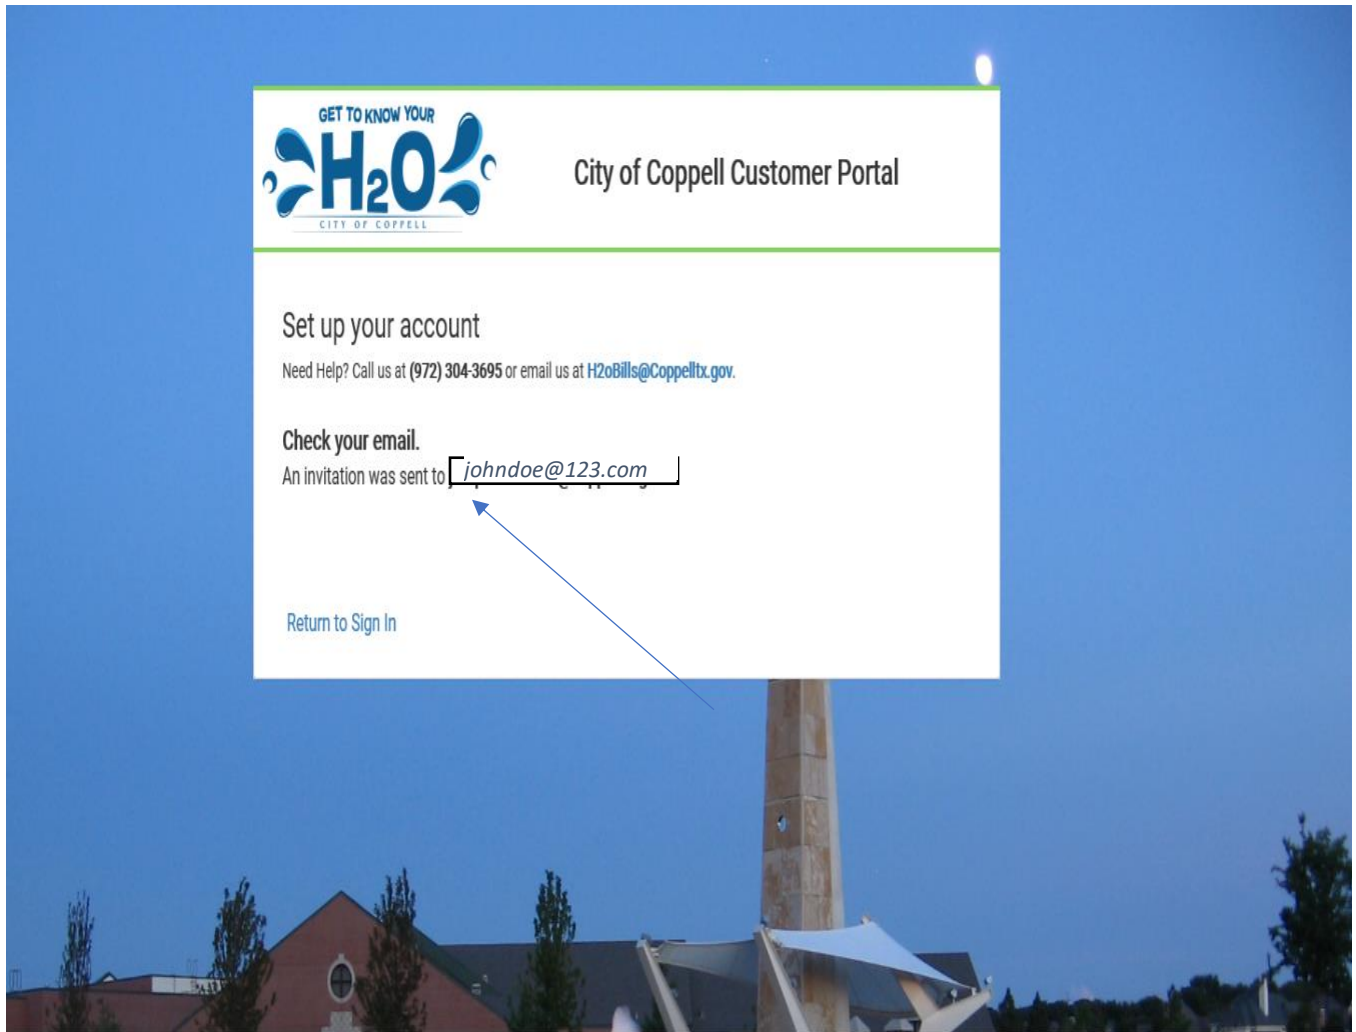 GET TO KNOW YOUR
H2O
CITY OF COPPELL
City of Coppell Customer Portal
Set up your account
Need Help? Call us at (972) 304-3695 or email us at H2oBills@Coppelltx.gov.
Check your email.
An invitation was sent to johndoe@123.com
Return to Sign In